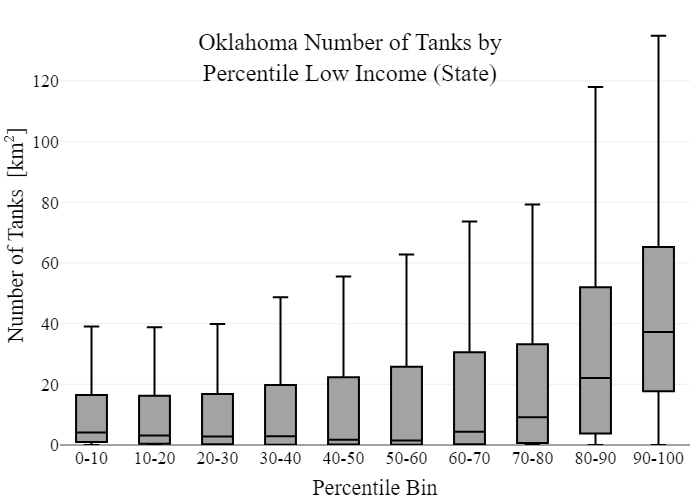 Oklahoma Number of Tanks by
Percentile Low Income (State)
Number of Tanks [km²]
120
100
80
60
40
20
0
0-10 10-20 20-30 30-40 40-50 50-60 60-70 70-80 80-90 90-100
Percentile Bin